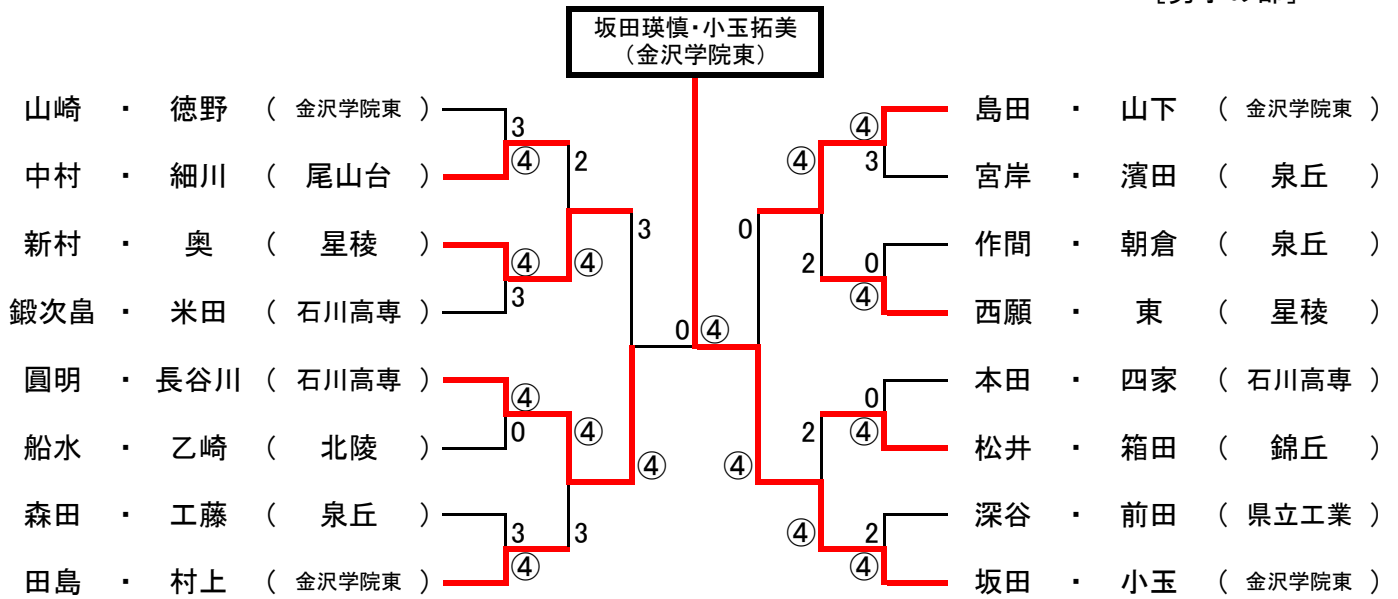 坂田瑛慎・小玉拓美
（金沢学院東）
山崎 ・ 徳野 （ 金沢学院東 ）
3
④
2
中村 ・ 細川 （ 尾山台 ）
新村 ・ 奥 （ 星稜 ）
④
④
3
3
鍛次畠 ・ 米田 （ 石川高専 ）
圓明 ・ 長谷川 （ 石川高専 ）
④
0
④
④
船水 ・ 乙崎 （ 北陵 ）
森田 ・ 工藤 （ 泉丘 ）
3
④
3
田島 ・ 村上 （ 金沢学院東 ）
0 ④
島田 ・ 山下 （ 金沢学院東 ）
④
3
④
宮岸 ・ 濱田 （ 泉丘 ）
0
作間 ・ 朝倉 （ 泉丘 ）
2
0
④
西願 ・ 東 （ 星稜 ）
本田 ・ 四家 （ 石川高専 ）
0
④
2
松井 ・ 箱田 （ 錦丘 ）
④
深谷 ・ 前田 （ 県立工業 ）
④
2
④
坂田 ・ 小玉 （ 金沢学院東 ）